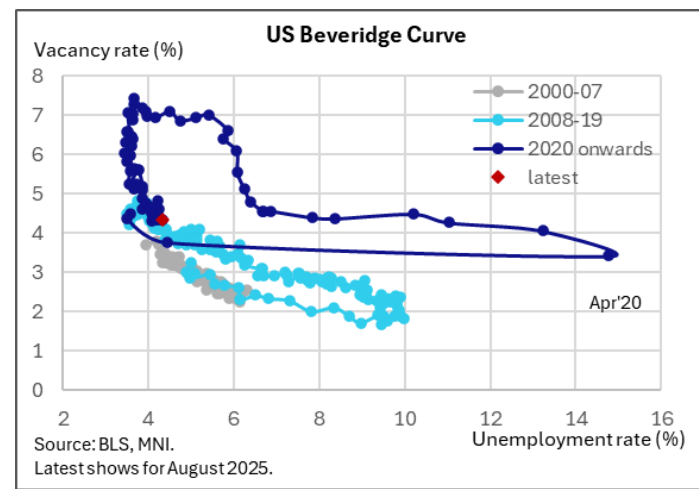 US Beveridge Curve
Vacancy rate (%)
8
7
6
5
4
3
2
1
0
2000-07
2008-19
2020 onwards
latest
Apr'20
2 4 6 8 10 12 14 16
Unemployment rate (%)
Source: BLS, MNI.
Latest shows for August 2025.